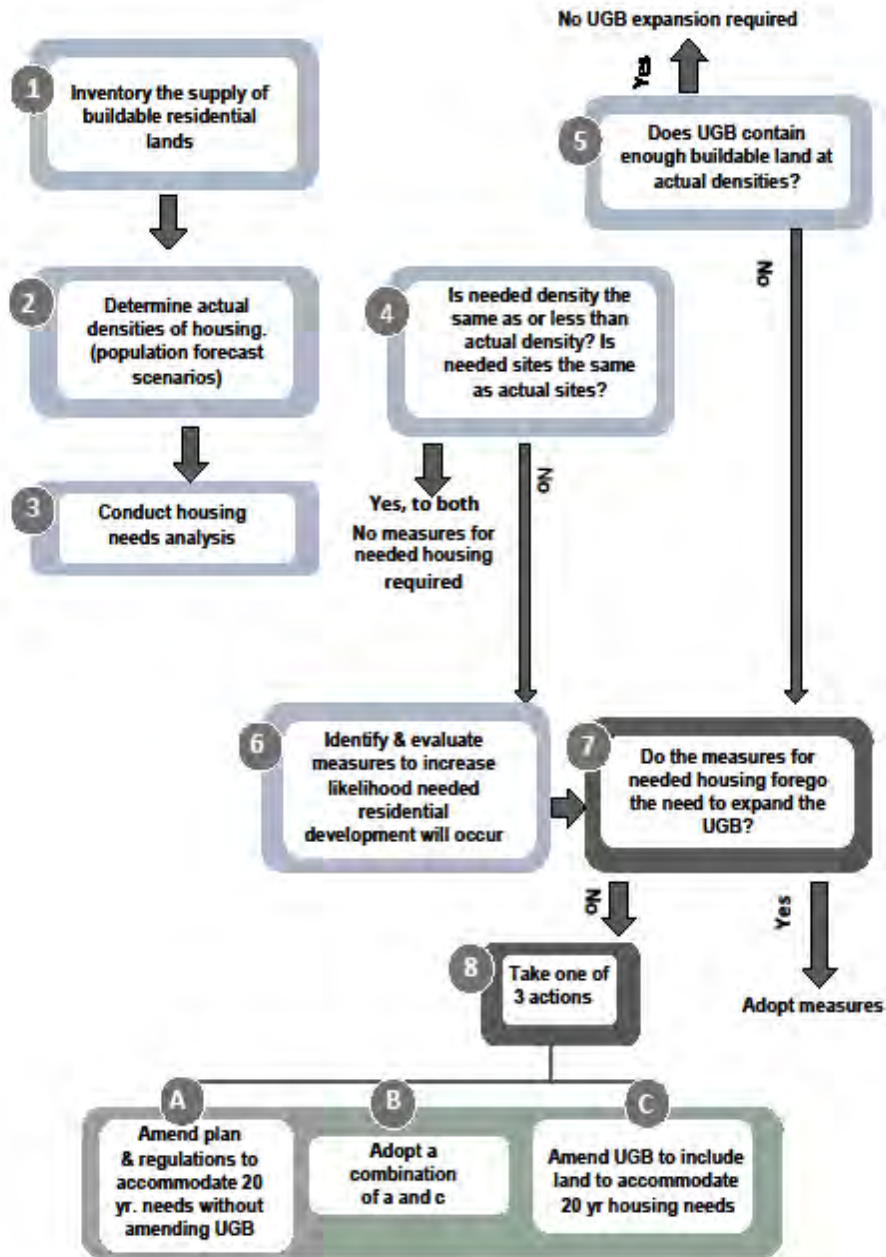 1
Inventory the supply of
buildable residential
lands
2
Determine actual
densities of housing.
(population forecast
scenarios)
3
Conduct housing
needs analysis
4
Is needed density the
same as or less than
actual density? Is
needed sites the same
as actual sites?
Yes, to both
No measures for
needed housing
required
No
No UGB expansion required
Yes
5
Does UGB contain
enough buildable land at
actual densities?
No
6
Identify & evaluate
measures to increase
likelihood needed
residential
development will occur
7
Do the measures for
needed housing forego
the need to expand the
UGB?
No
Yes
Adopt measures
8
Take one of
3 actions
A
Amend plan
& regulations to
accommodate 20
yr. needs without
amending UGB
B
Adopt a
combination
of a and c
C
Amend UGB to include
land to accommodate
20 yr housing needs